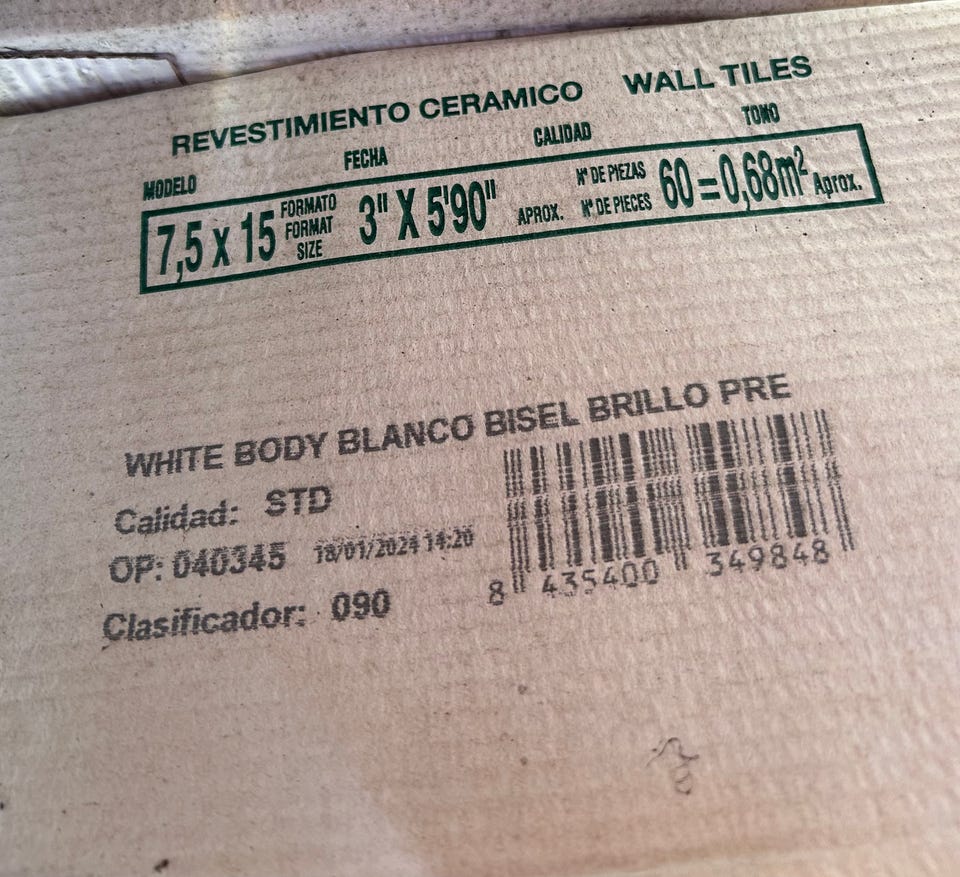 REVESTIMIENTO CERAMICO WALL TILES
MODELO FECHA CALIDAD TONO
7,5 x 15 FORMATO FORMAT SIZE 3" X 5'90" APROX. Nº DE PIEZAS Nº DE PIECES 60=0,68m² Aprox.
WHITE BODY BLANCO BISEL BRILLO PRE
Calidad: STD
OP: 040345 18/01/2024 14:20
Clasificador: 090
8 435400 349848